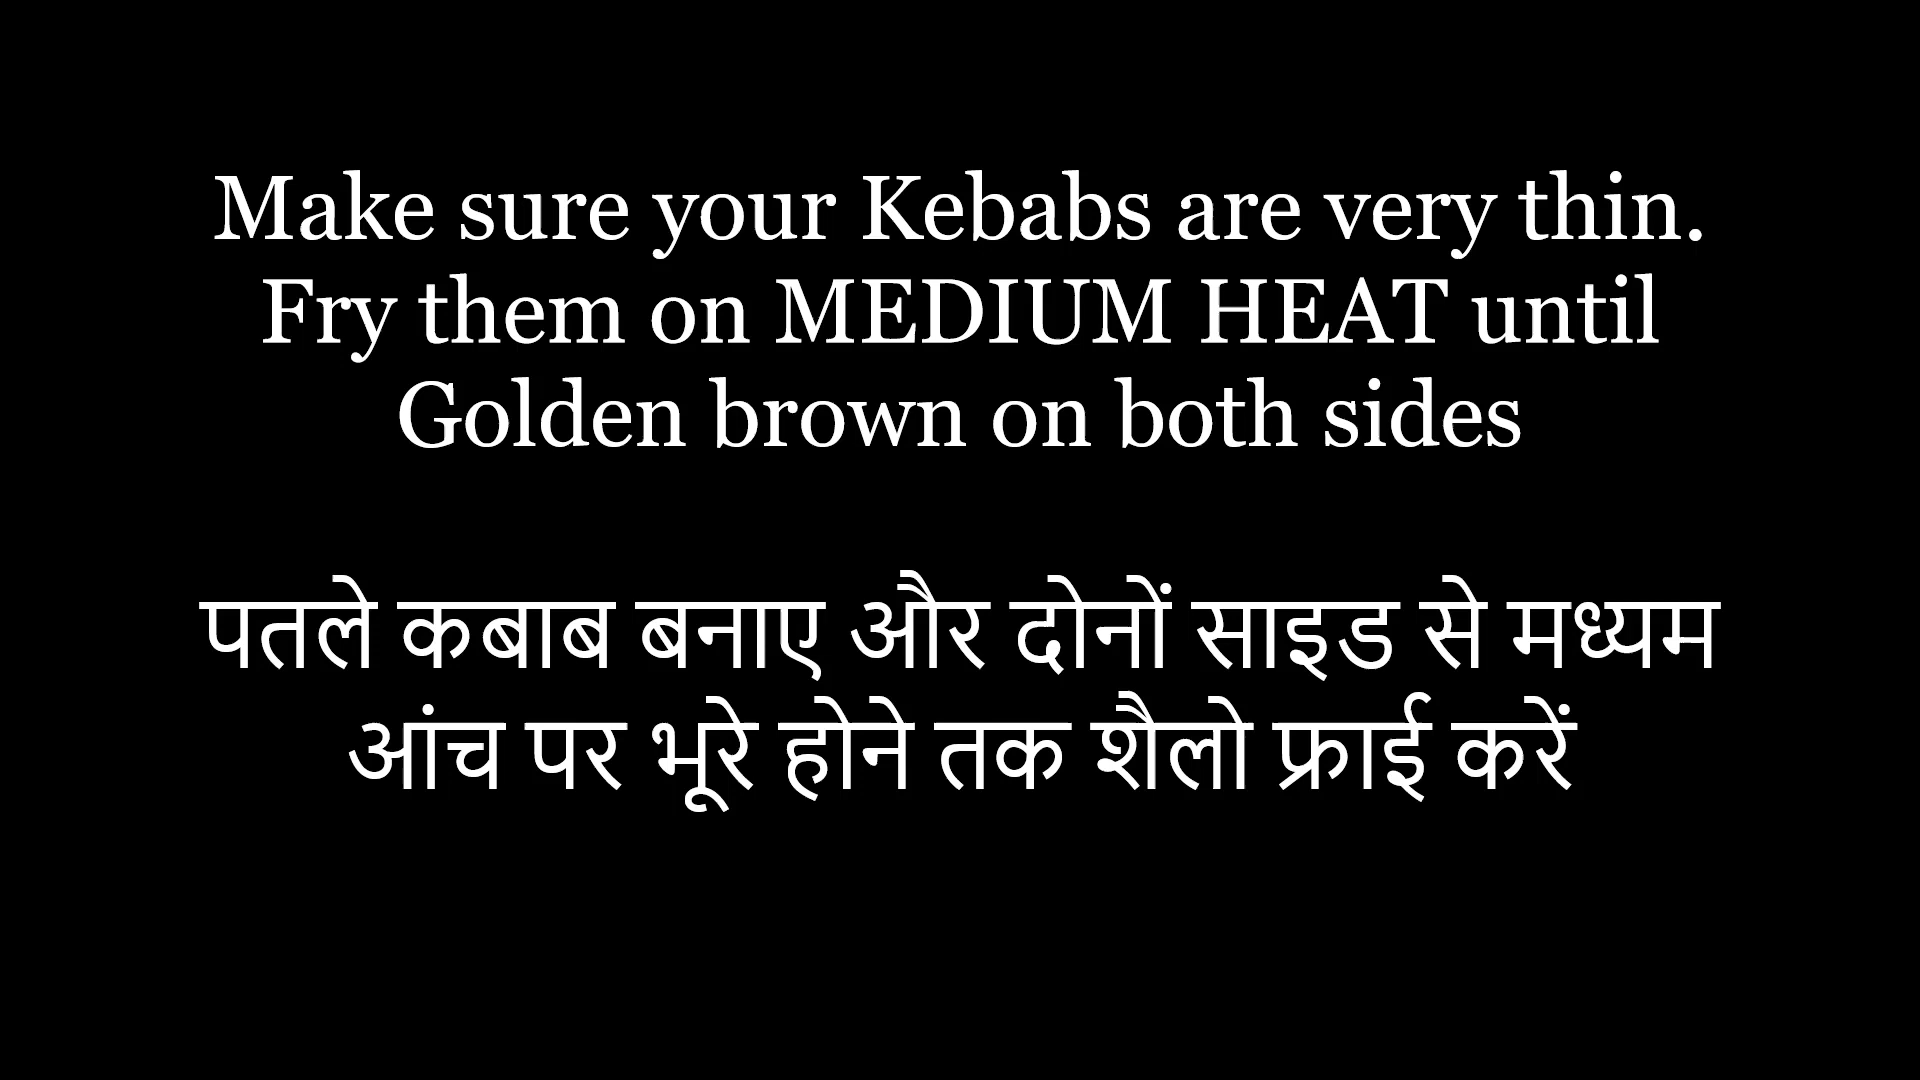 Make sure your Kebabs are very thin.
Fry them on MEDIUM HEAT until
Golden brown on both sides
पतले कबाब बनाए और दोनों साइड से मध्यम
आंच पर भूरे होने तक शैलो फ्राई करें